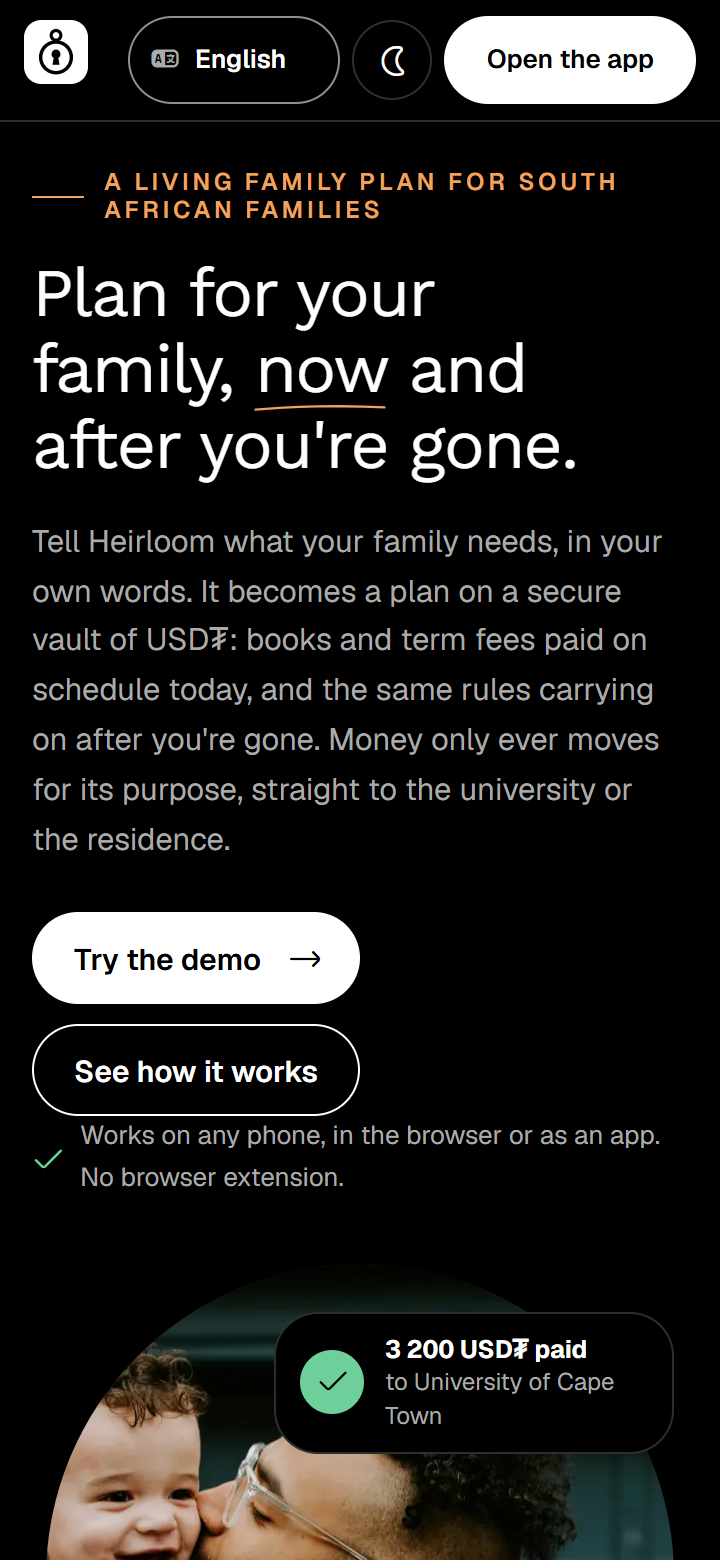 English
Open the app
A LIVING FAMILY PLAN FOR SOUTH
AFRICAN FAMILIES
Plan for your
family, now and
after you're gone.
Tell Heirloom what your family needs, in your
own words. It becomes a plan on a secure
vault of USD₮: books and term fees paid on
schedule today, and the same rules carrying
on after you're gone. Money only ever moves
for its purpose, straight to the university or
the residence.
Try the demo →
See how it works
Works on any phone, in the browser or as an app.
No browser extension.
3 200 USD₮ paid
to University of Cape
Town